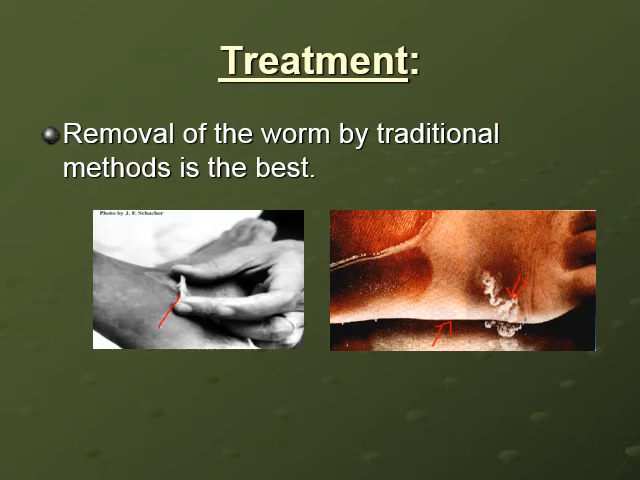 Treatment:
Removal of the worm by traditional
methods is the best.
Photo by J. F. Schacher